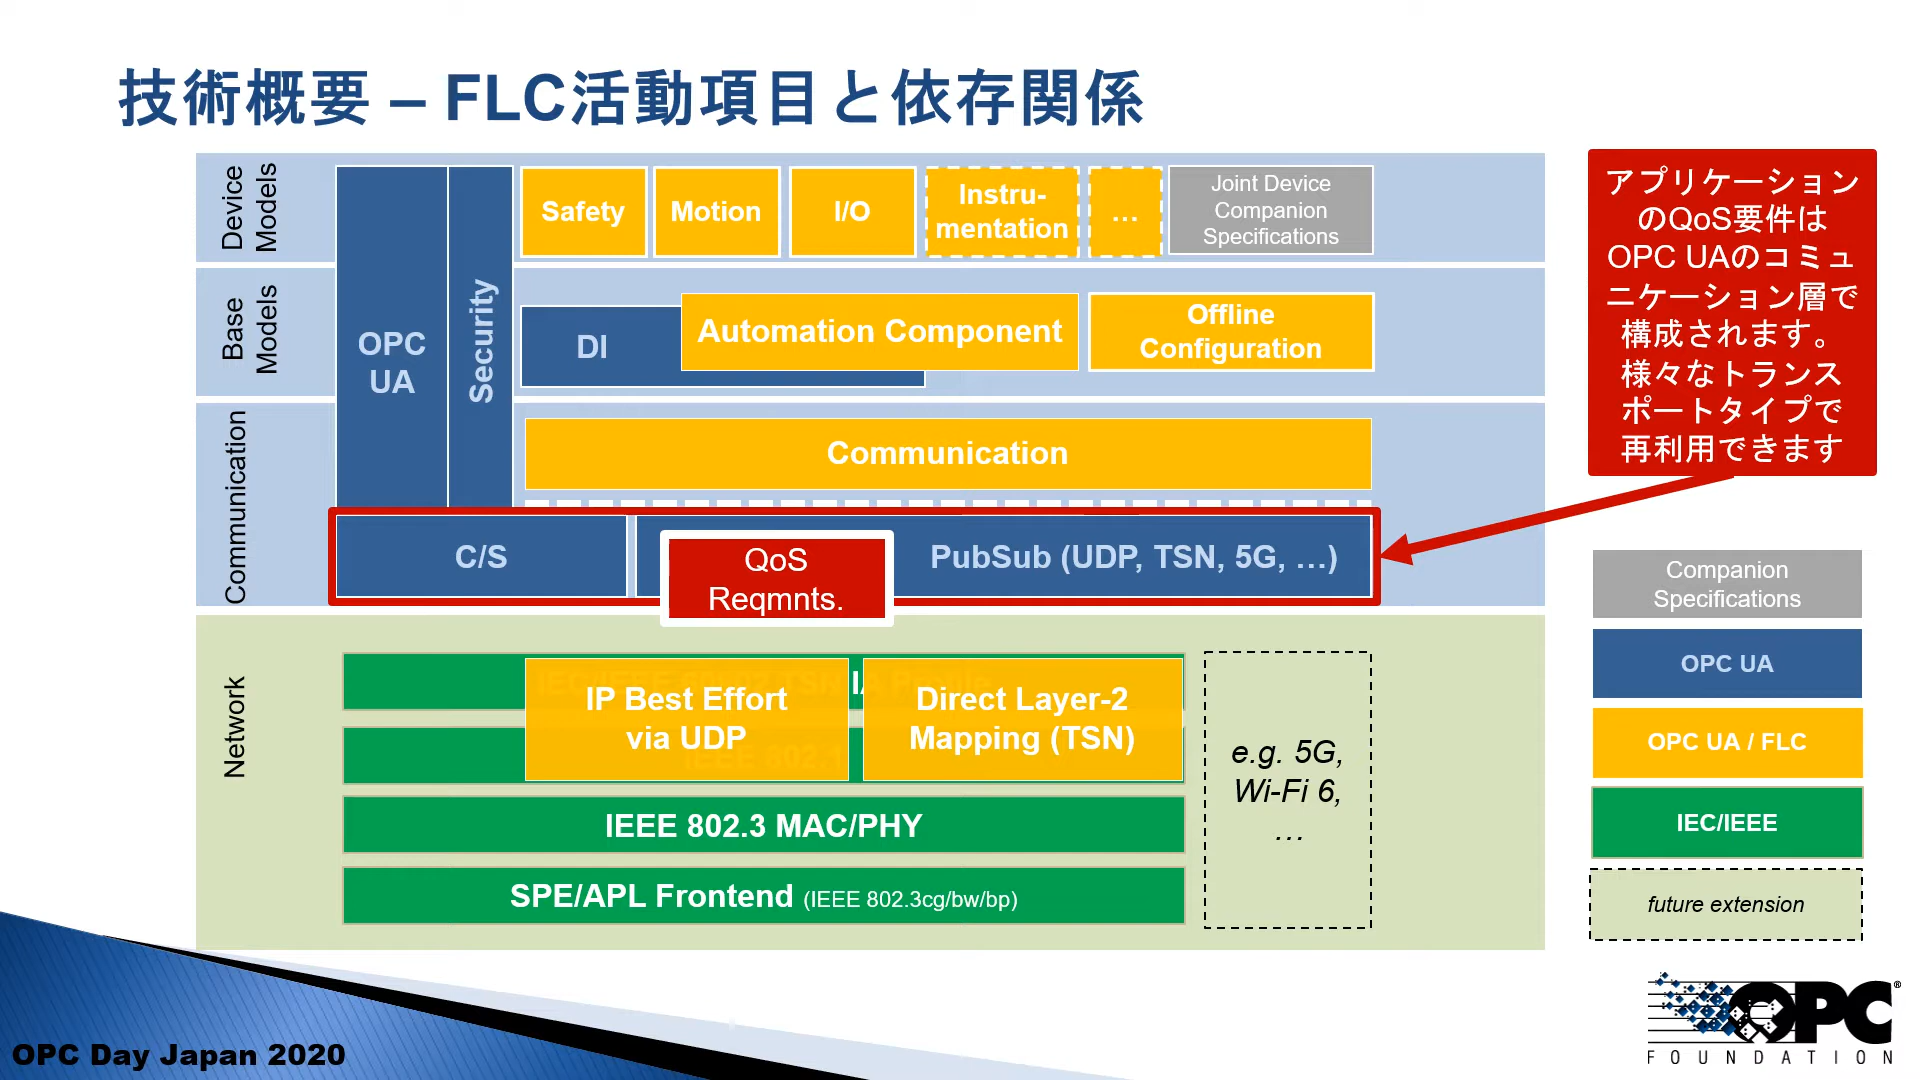 技術概要 – FLC活動項目と依存関係
Device
Models
OPC
UA
Security
Safety
Motion
I/O
Instru-
mentation
...
Joint Device
Companion
Specifications
Base
Models
DI
Automation Component
Offline
Configuration
Communication
Communication
C/S
QoS
Reqmnts.
PubSub (UDP, TSN, 5G, ...)
Network
IP Best Effort
via UDP
Direct Layer-2
Mapping (TSN)
IEEE 802.1
IEEE 802.3 MAC/PHY
SPE/APL Frontend (IEEE 802.3cg/bw/bp)
e.g. 5G,
Wi-Fi 6,
...
アプリケーション
のQoS要件は
OPC UAのコミュ
ニケーション層で
構成されます。
様々なトランス
ポートタイプで
再利用できます
Companion
Specifications
OPC UA
OPC UA / FLC
IEC/IEEE
future extension
OPC Day Japan 2020
OPC®
FOUNDATION